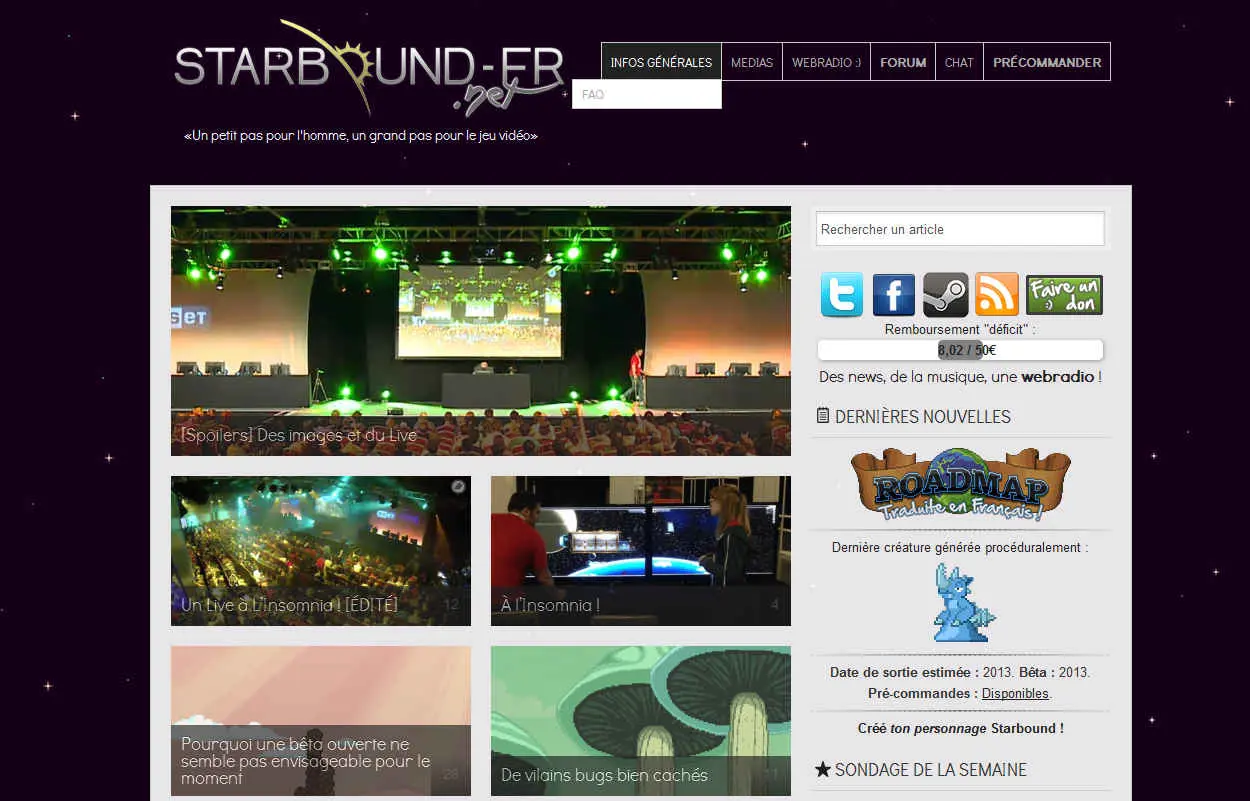 STARBOUND-FR
.net
«Un petit pas pour l'homme, un grand pas pour le jeu vidéo»
INFOS GÉNÉRALES
MEDIAS
WEBRADIO :)
FORUM
CHAT
PRÉCOMMANDER
FAQ
SET
[Spoilers] Des images et du Live
Un Live à L'Insomnia ! [ÉDITÉ]
12
À l'Insomnia !
4
Pourquoi une bêta ouverte ne
semble pas envisageable pour le
moment
28
De vilains bugs bien cachés
11
Rechercher un article
Faire un
:) don
Remboursement "déficit" :
8,02 / 50€
Des news, de la musique, une webradio !
DERNIÈRES NOUVELLES
ROADMAP
Traduite en Français!
Dernière créature générée procéduralement :
Date de sortie estimée : 2013. Bêta : 2013.
Pré-commandes : Disponibles.
Créé ton personnage Starbound !
SONDAGE DE LA SEMAINE